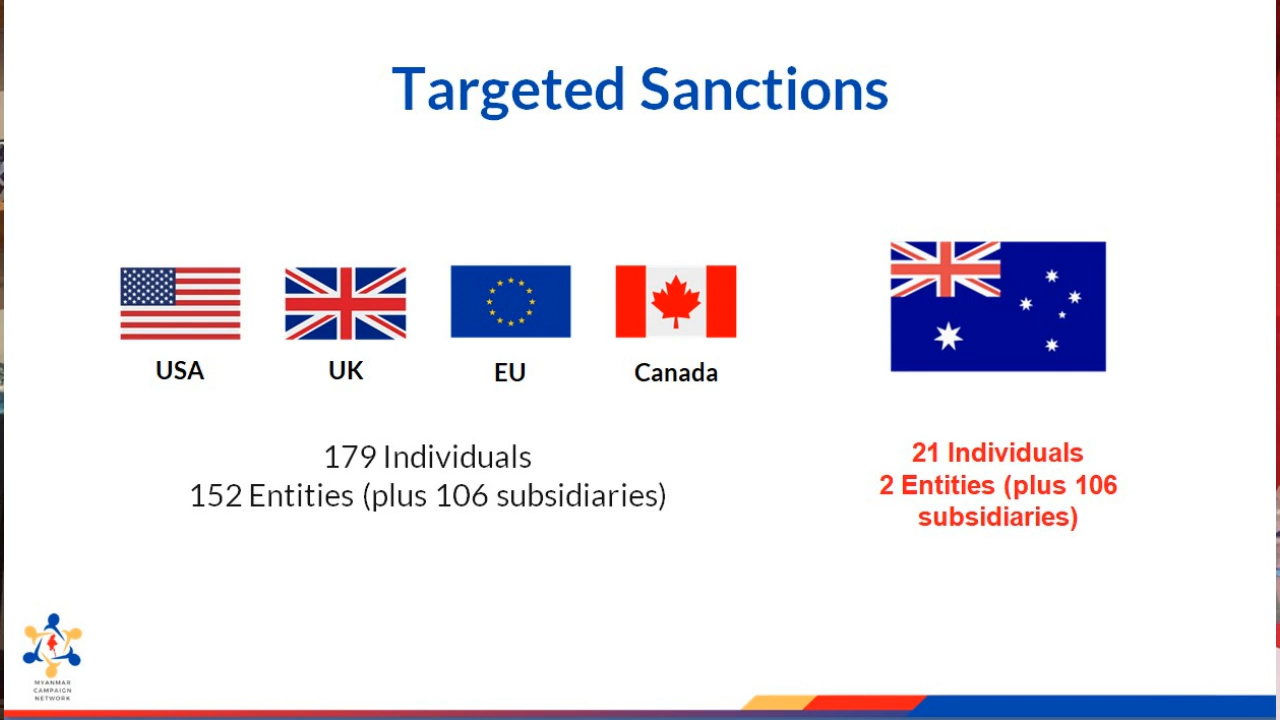 Targeted Sanctions
USA
UK
EU
Canada
179 Individuals
152 Entities (plus 106 subsidiaries)
21 Individuals
2 Entities (plus 106
subsidiaries)
MYANMAR
CAMPAIGN
NETWORK